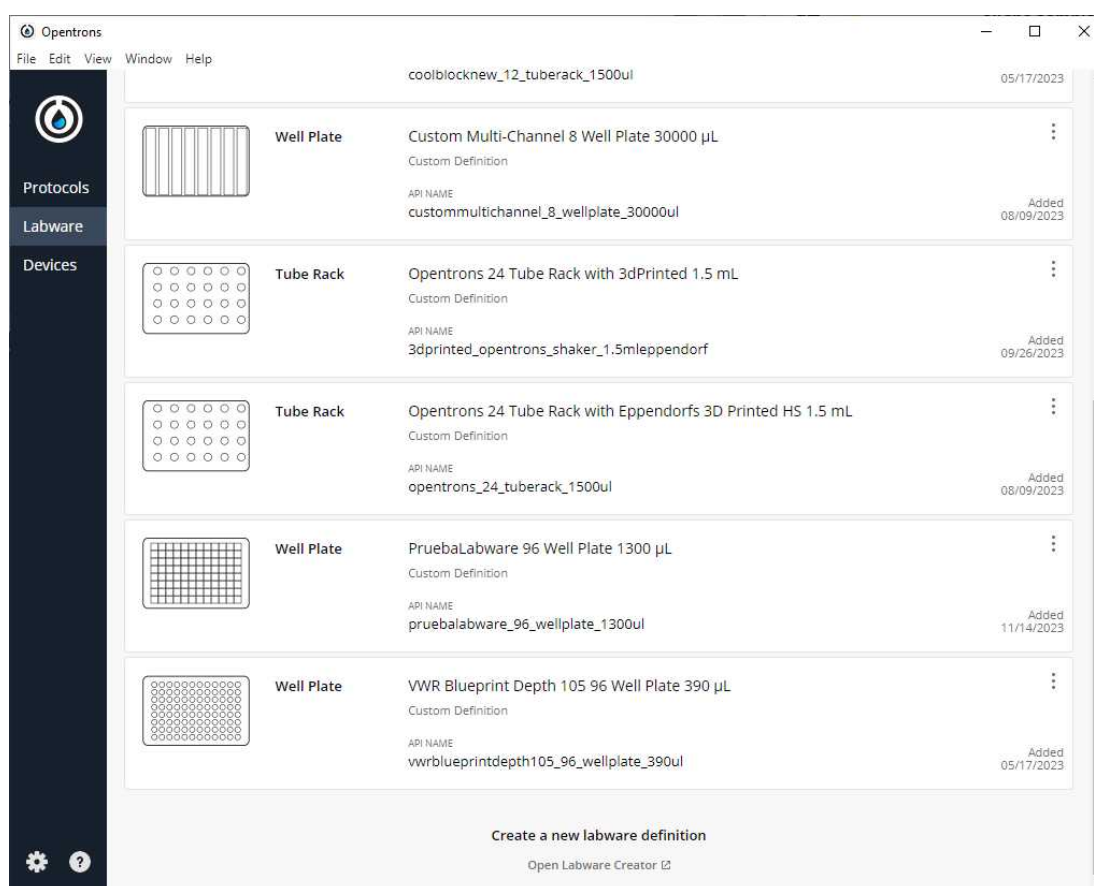 Opentrons
File Edit View Window Help
Protocols
Labware
Devices
coolblocknew_12_tuberack_1500ul
05/17/2023
Well Plate
Custom Multi-Channel 8 Well Plate 30000 µL
Custom Definition
API NAME
custommultichannel_8_wellplate_30000ul
Added
08/09/2023
Tube Rack
Opentrons 24 Tube Rack with 3dPrinted 1.5 mL
Custom Definition
API NAME
3dprinted_opentrons_shaker_1.5mleppendorf
Added
09/26/2023
Tube Rack
Opentrons 24 Tube Rack with Eppendorfs 3D Printed HS 1.5 mL
Custom Definition
API NAME
opentrons_24_tuberack_1500ul
Added
08/09/2023
Well Plate
PruebaLabware 96 Well Plate 1300 µL
Custom Definition
API NAME
pruebalabware_96_wellplate_1300ul
Added
11/14/2023
Well Plate
VWR Blueprint Depth 105 96 Well Plate 390 µL
Custom Definition
API NAME
vwrblueprintdepth105_96_wellplate_390ul
Added
05/17/2023
Create a new labware definition
Open Labware Creator